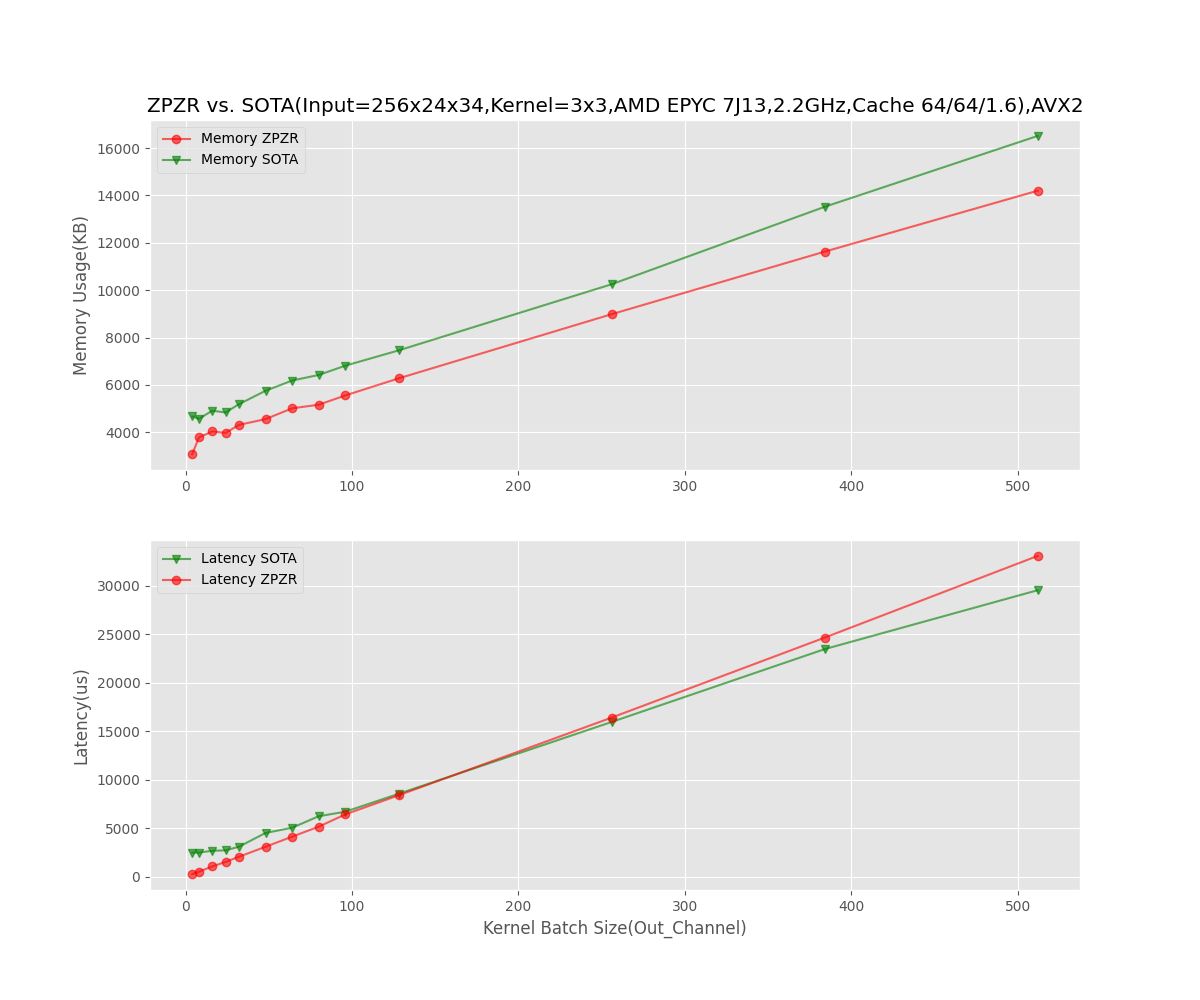 ZPZR vs. SOTA(Input=256x24x34,Kernel=3x3,AMD EPYC 7J13,2.2GHz,Cache 64/64/1.6),AVX2
Memory ZPZR
Memory SOTA
Memory Usage(KB)
16000
14000
12000
10000
8000
6000
4000
0 100 200 300 400 500
Latency SOTA
Latency ZPZR
Latency(us)
30000
25000
20000
15000
10000
5000
0
0 100 200 300 400 500
Kernel Batch Size(Out_Channel)